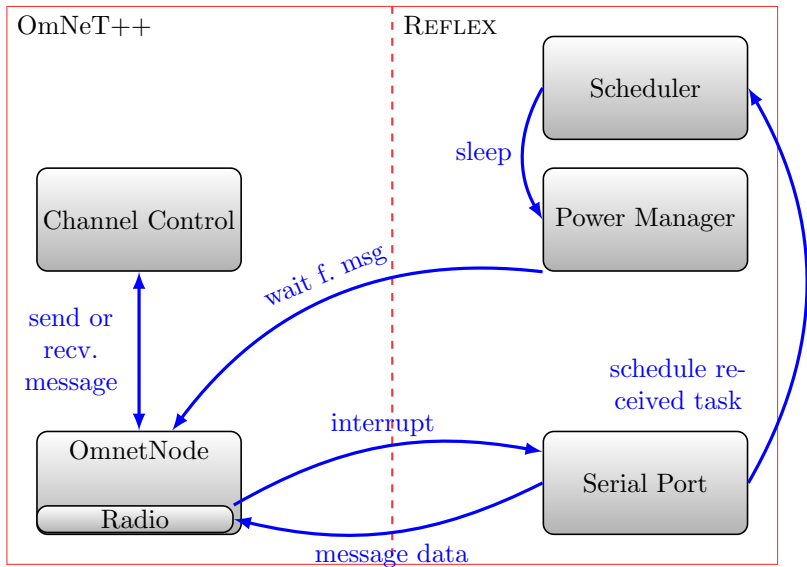 OmNeT++
REFLEX
Scheduler
sleep
Channel Control
Power Manager
wait f. msg
send or
recv.
message
schedule re-
ceived task
interrupt
OmnetNode
Serial Port
Radio
message data